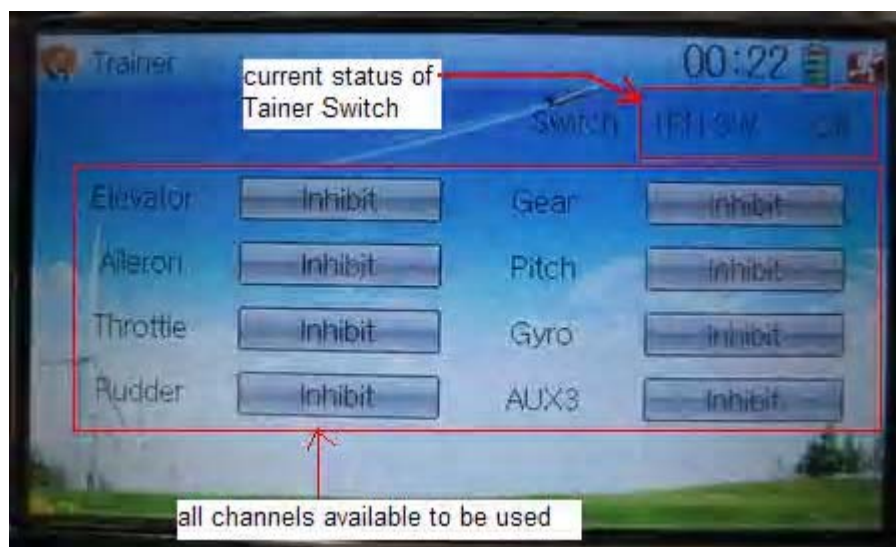 Trainer
00:22
current status of
Tainer Switch
Switch TRN SW Off
Elevator Inhibit Gear Inhibit
Aileron Inhibit Pitch Inhibit
Throttle Inhibit Gyro Inhibit
Rudder Inhibit AUX3 Inhibit
all channels available to be used